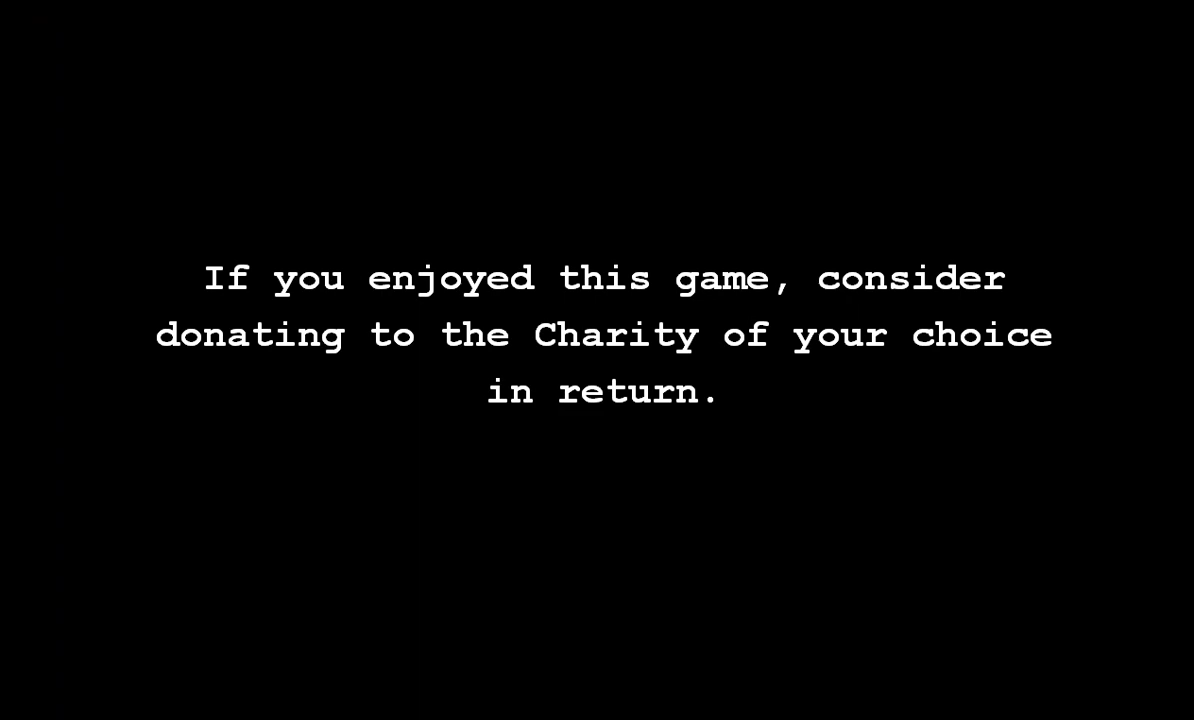 If you enjoyed this game, consider
donating to the Charity of your choice
in return.